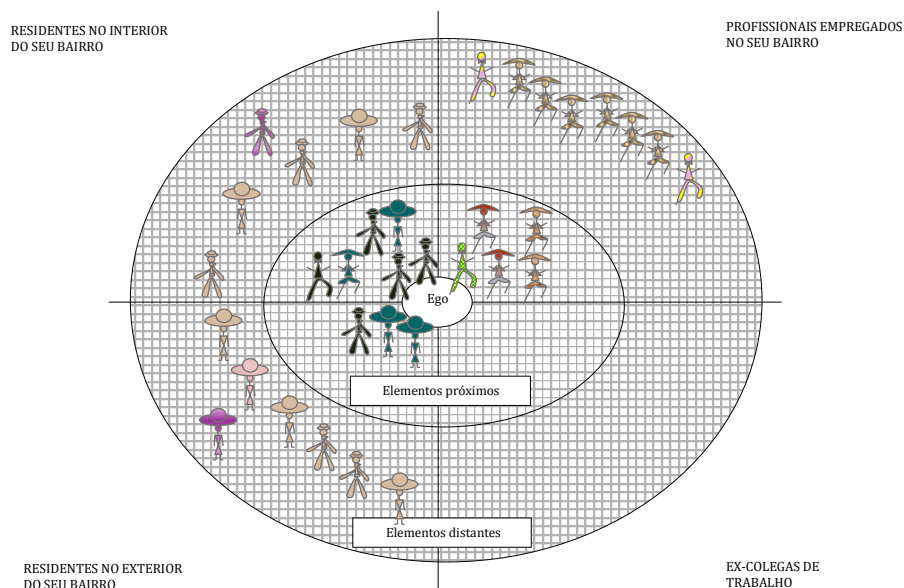 RESIDENTES NO INTERIOR
DO SEU BAIRRO
PROFISSIONAIS EMPREGADOS
NO SEU BAIRRO
Ego
Elementos próximos
Elementos distantes
RESIDENTES NO EXTERIOR
DO SEU BAIRRO
EX-COLEGAS DE
TRABALHO